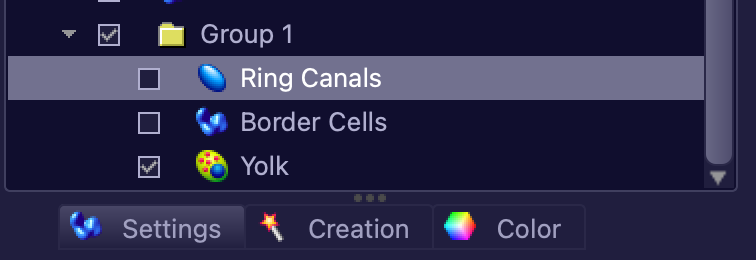 Group 1
Ring Canals
Border Cells
Yolk
Settings Creation Color